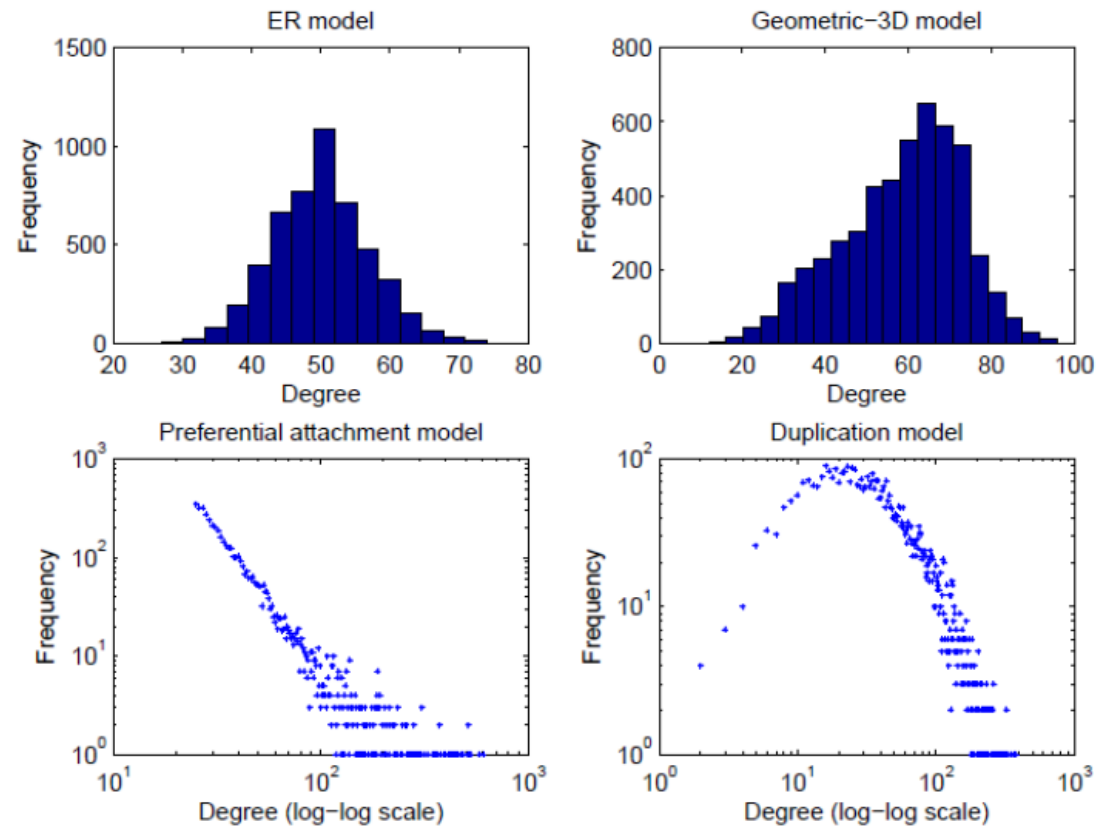 ER model
1500
1000
500
0
Frequency
20 30 40 50 60 70 80
Degree
Geometric−3D model
800
600
400
200
0
Frequency
0 20 40 60 80 100
Degree
Preferential attachment model
10³
10²
10¹
10⁰
Frequency
10¹ 10² 10³
Degree (log−log scale)
Duplication model
10²
10¹
10⁰
Frequency
10⁰ 10¹ 10² 10³
Degree (log−log scale)